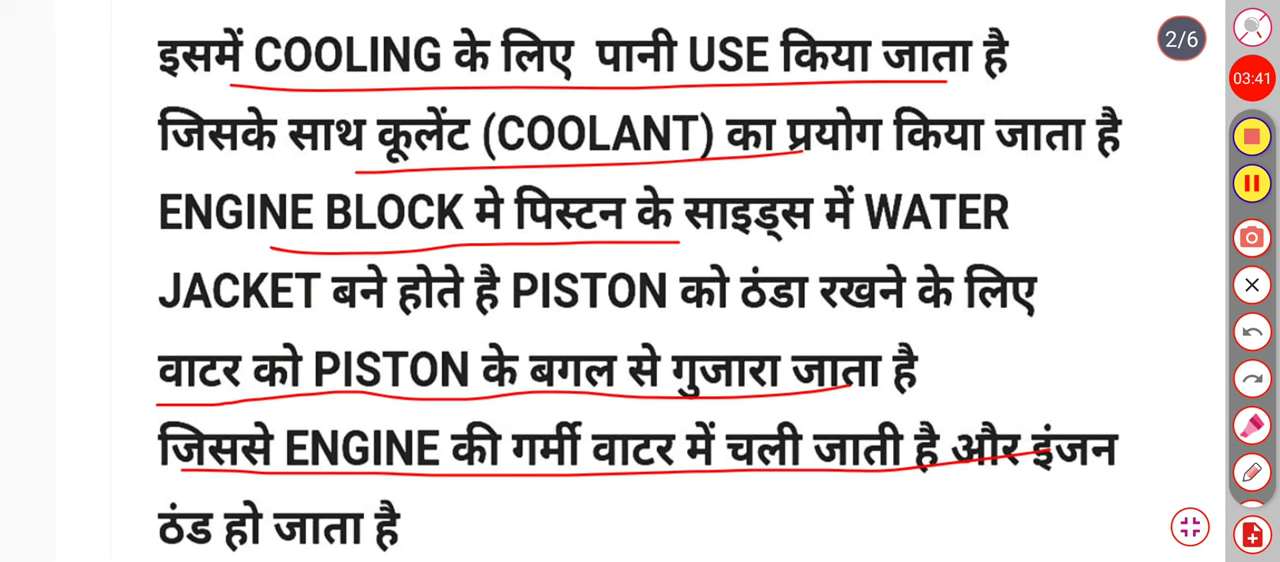 इसमें COOLING के लिए पानी USE किया जाता है
2/6
जिसके साथ कूलेंट (COOLANT) का प्रयोग किया जाता है
03:41
ENGINE BLOCK मे पिस्टन के साइड्स में WATER
JACKET बने होते है PISTON को ठंडा रखने के लिए
वाटर को PISTON के बगल से गुजारा जाता है
जिससे ENGINE की गर्मी वाटर में चली जाती है और इंजन
ठंड हो जाता है